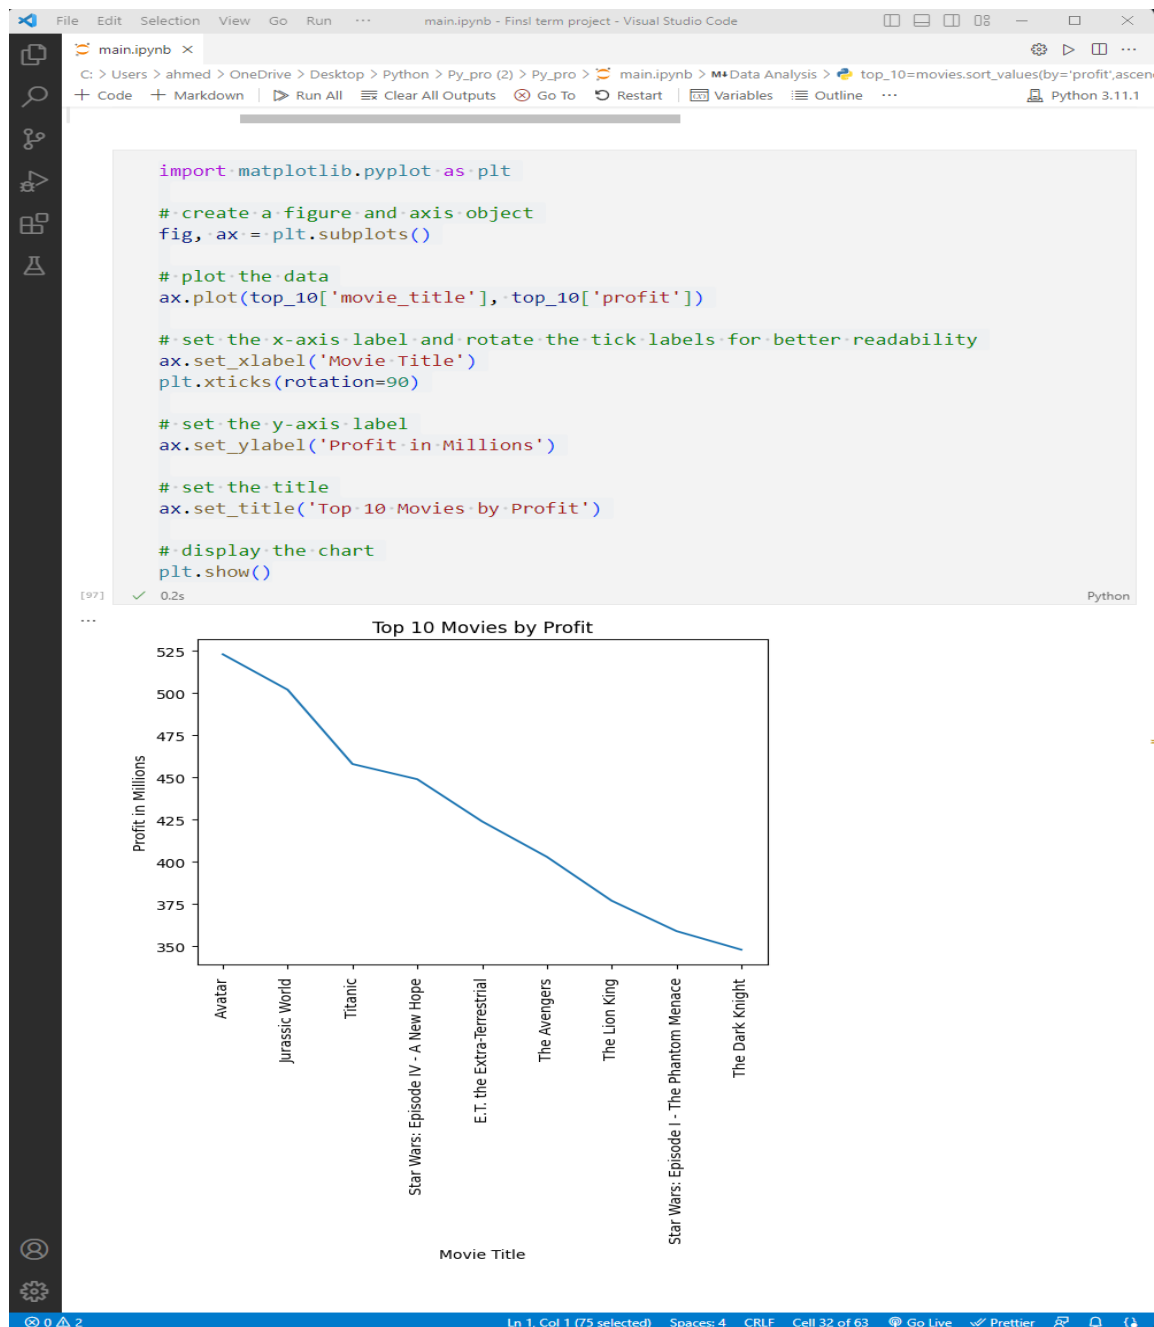 File Edit Selection View Go Run ··· main.ipynb - Finsl term project - Visual Studio Code
main.ipynb
C: > Users > ahmed > OneDrive > Desktop > Python > Py_pro (2) > Py_pro > main.ipynb > M↓Data Analysis > top_10=movies.sort_values(by='profit',ascen
+ Code + Markdown Run All Clear All Outputs Go To Restart Variables Outline ··· Python 3.11.1
import matplotlib.pyplot as plt
# create a figure and axis object
fig, ax = plt.subplots()
# plot the data
ax.plot(top_10['movie_title'], top_10['profit'])
# set the x-axis label and rotate the tick labels for better readability
ax.set_xlabel('Movie Title')
plt.xticks(rotation=90)
# set the y-axis label
ax.set_ylabel('Profit in Millions')
# set the title
ax.set_title('Top 10 Movies by Profit')
# display the chart
plt.show()
[97] 0.2s Python
...
Top 10 Movies by Profit
525
500
475
450
425
400
375
350
Profit in Millions
Avatar
Jurassic World
Titanic
Star Wars: Episode IV - A New Hope
E.T. the Extra-Terrestrial
The Avengers
The Lion King
Star Wars: Episode I - The Phantom Menace
The Dark Knight
Movie Title
0 2 Ln 1, Col 1 (75 selected) Spaces: 4 CRLF Cell 32 of 63 Go Live Prettier